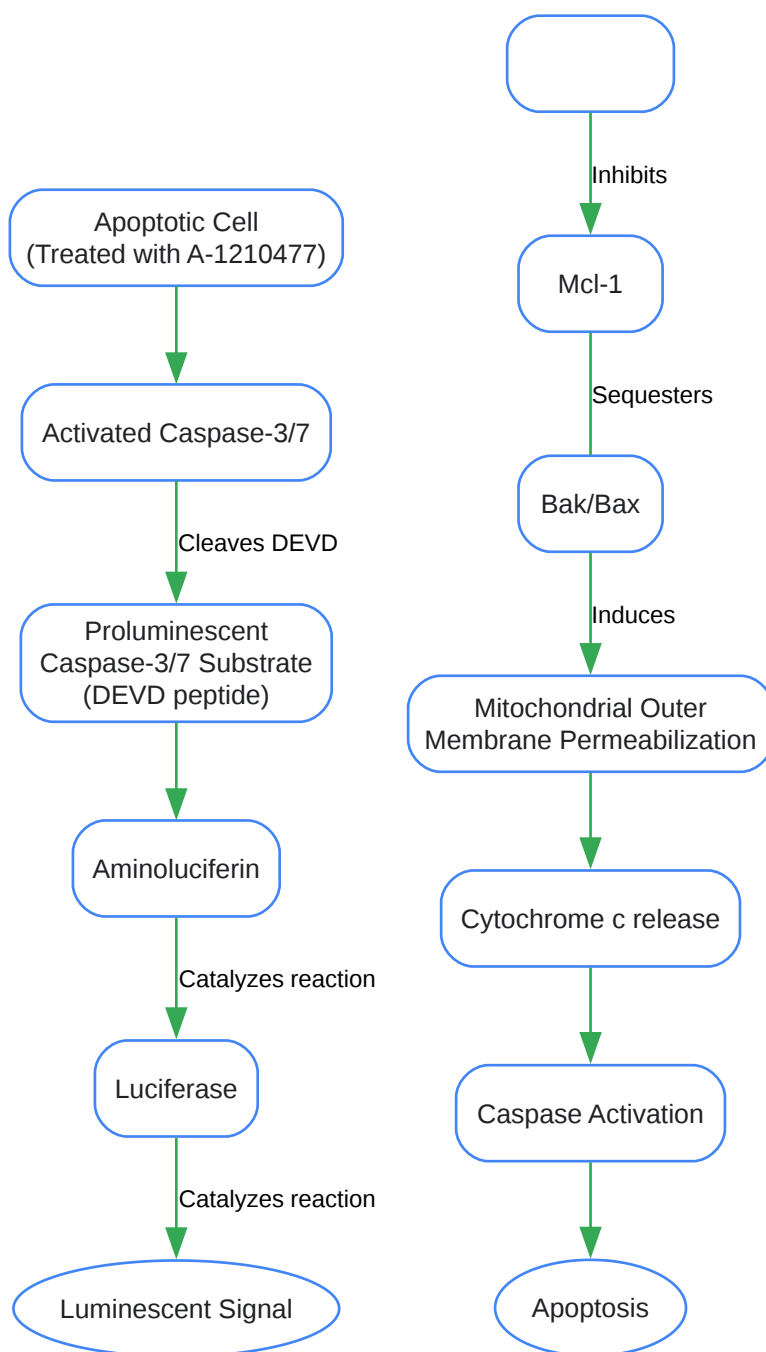 Apoptotic Cell
(Treated with A-1210477)
Activated Caspase-3/7
Cleaves DEVD
Proluminescent
Caspase-3/7 Substrate
(DEVD peptide)
Aminoluciferin
Catalyzes reaction
Luciferase
Catalyzes reaction
Luminescent Signal
Inhibits
Mcl-1
Sequesters
Bak/Bax
Induces
Mitochondrial Outer
Membrane Permeabilization
Cytochrome c release
Caspase Activation
Apoptosis